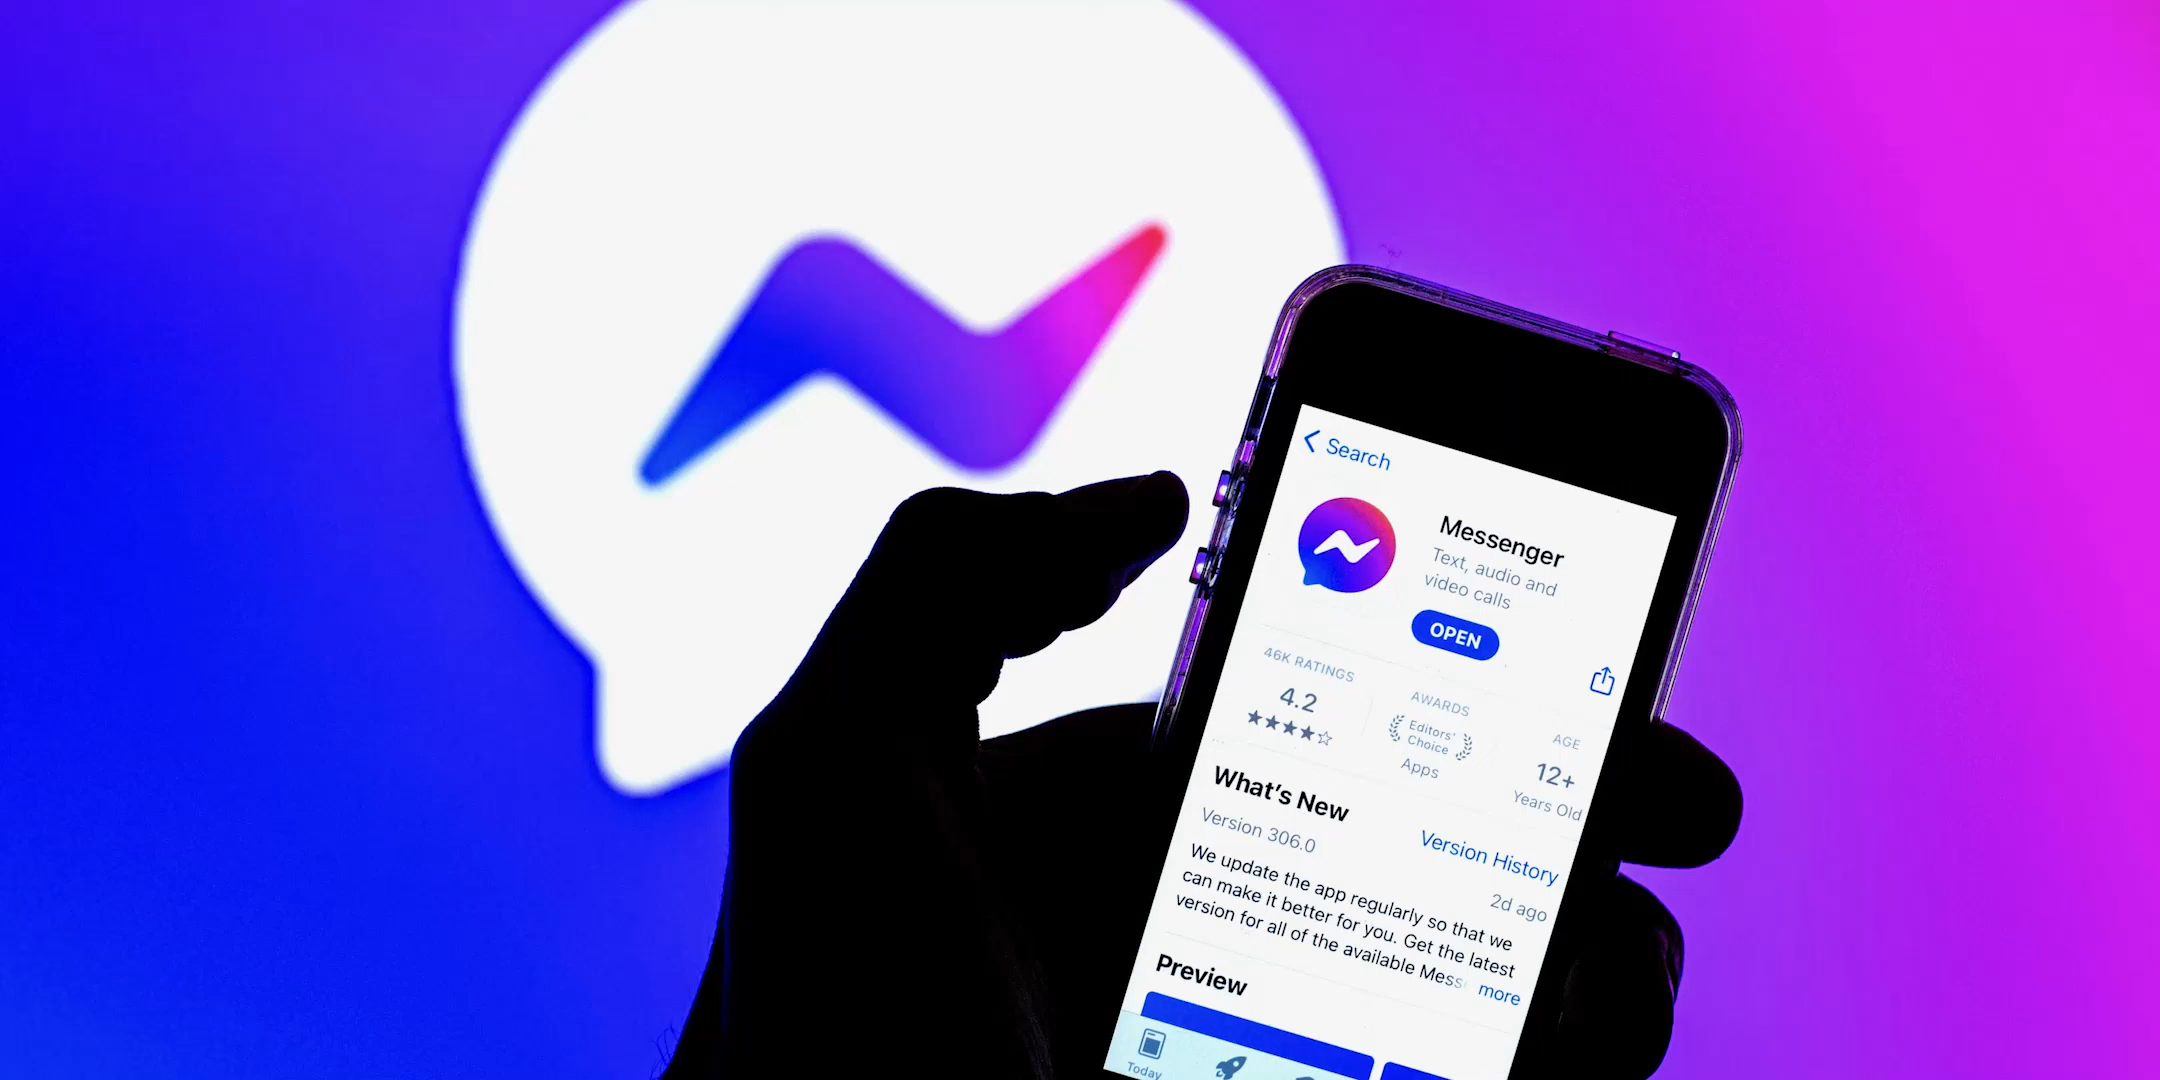 Search
Messenger
Text, audio and
video calls
OPEN
46K RATINGS
4.2
AWARDS
Editors'
Choice
Apps
AGE
12+
Years Old
What's New
Version History
Version 306.0
2d ago
We update the app regularly so that we
can make it better for you. Get the latest
version for all of the available Mess
more
Preview
Today